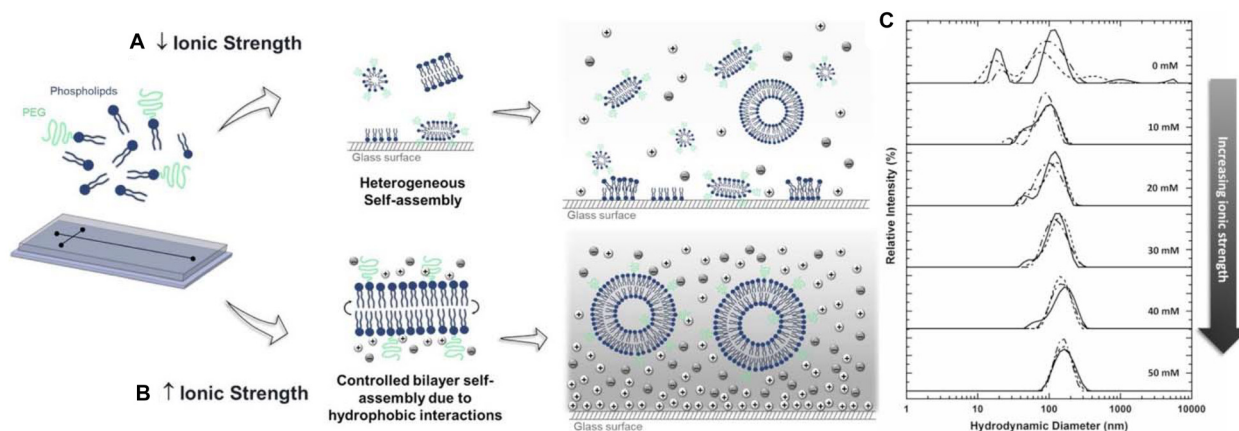 A ↓ Ionic Strength
Phospholipds
PEG
Glass surface
Heterogeneous
Self-assembly
Glass surface
B ↑ Ionic Strength
Controlled bilayer self-
assembly due to
hydrophobic interactions
Glass surface
C
Relative Intensity (%)
0 mM
10 mM
20 mM
30 mM
40 mM
50 mM
1 10 100 1000 10000
Hydrodynamic Diameter (nm)
Increasing ionic strength